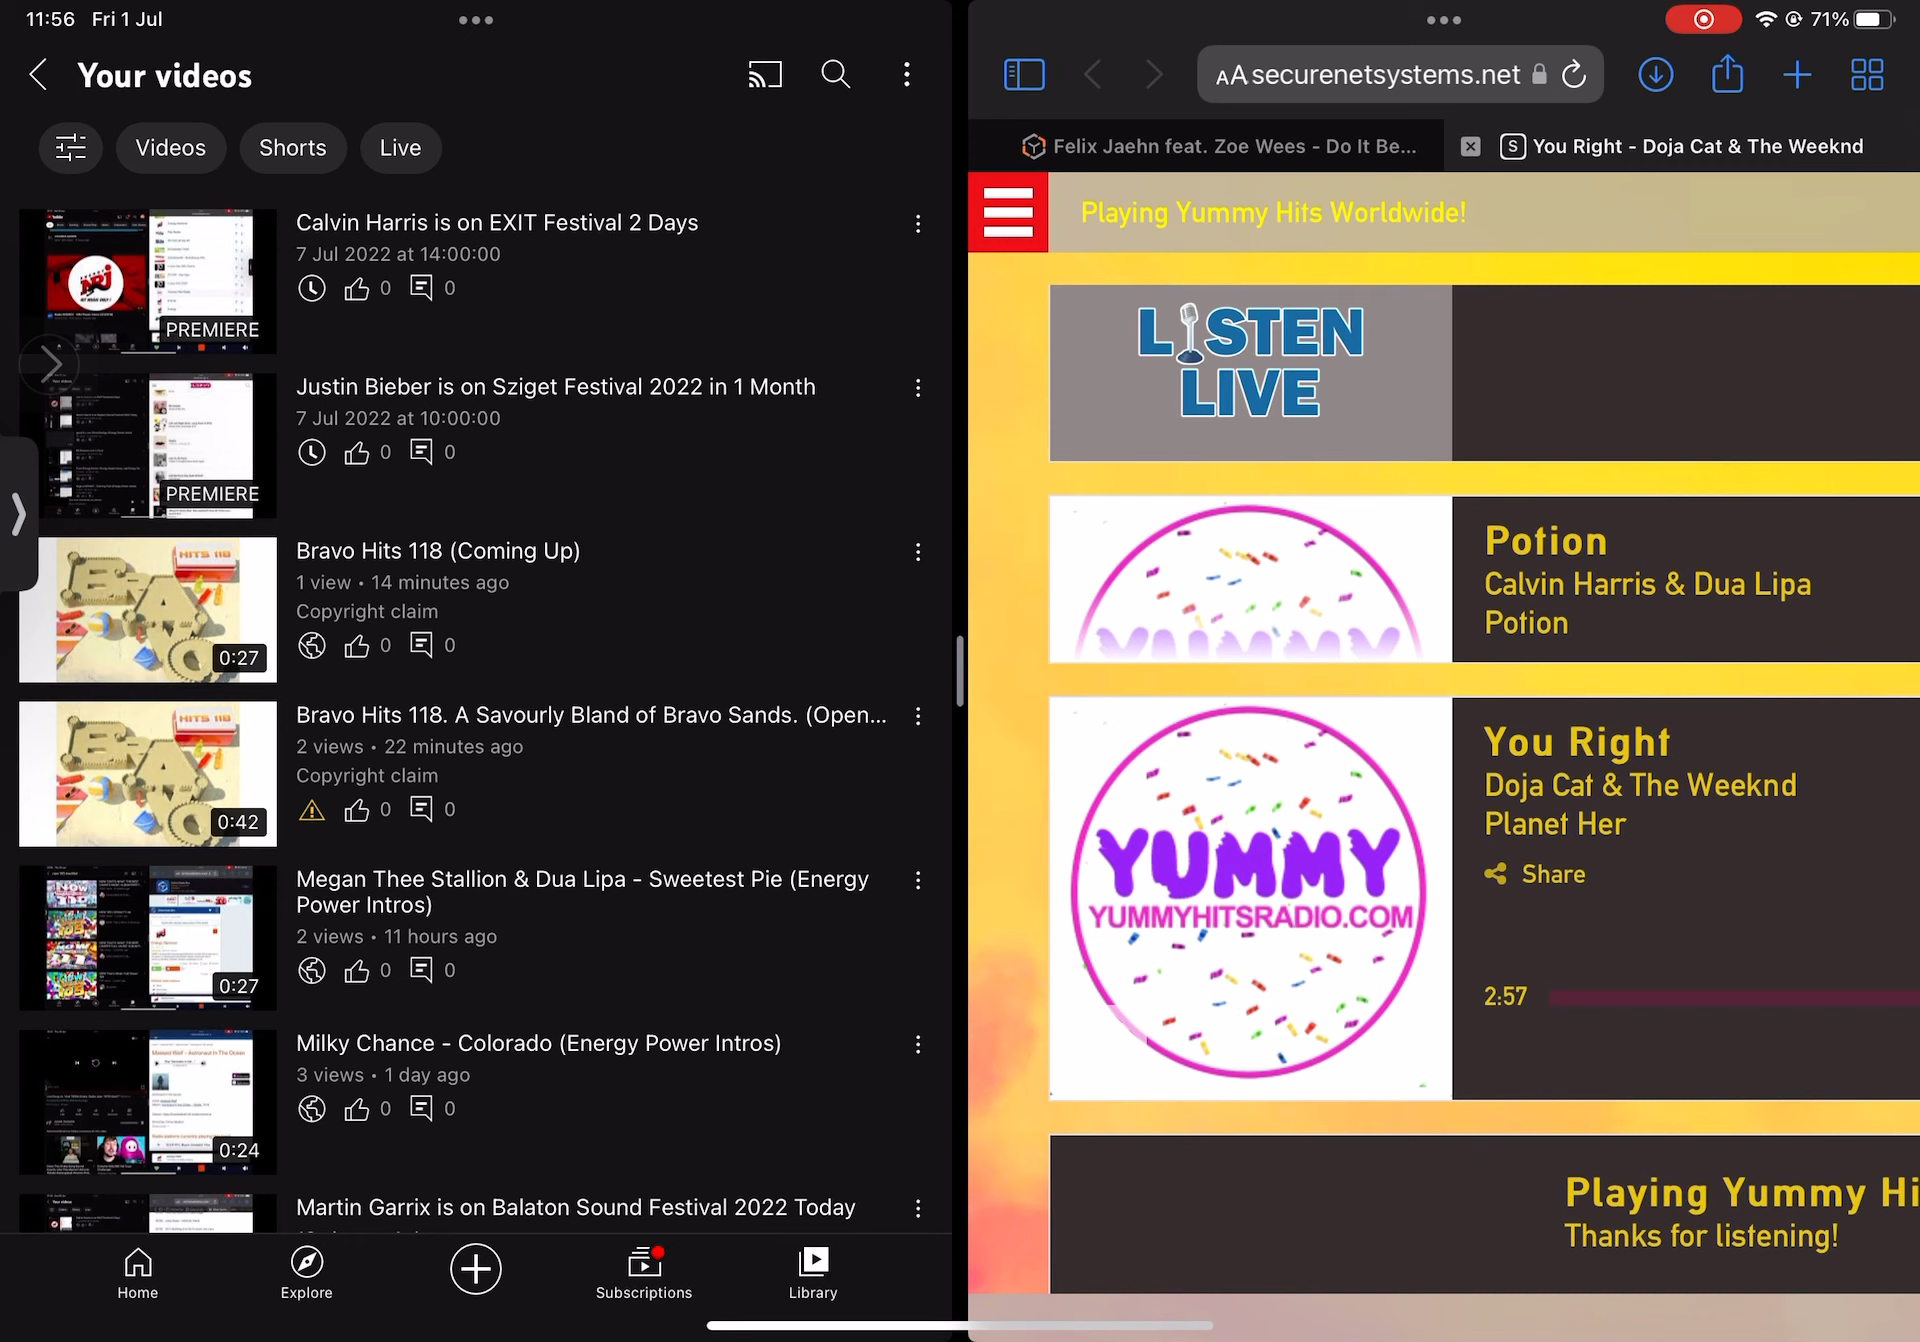 11:56 Fri 1 Jul
71%
Your videos
Videos
Shorts
Live
Calvin Harris is on EXIT Festival 2 Days
7 Jul 2022 at 14:00:00
0
0
PREMIERE
Justin Bieber is on Sziget Festival 2022 in 1 Month
7 Jul 2022 at 10:00:00
0
0
PREMIERE
Bravo Hits 118 (Coming Up)
1 view • 14 minutes ago
Copyright claim
0
0
HITS 118
0:27
Bravo Hits 118. A Savourly Bland of Bravo Sands. (Open...
2 views • 22 minutes ago
Copyright claim
0
0
HITS 118
0:42
Megan Thee Stallion & Dua Lipa - Sweetest Pie (Energy
Power Intros)
2 views • 11 hours ago
0
0
0:27
Milky Chance - Colorado (Energy Power Intros)
3 views • 1 day ago
0
0
0:24
Martin Garrix is on Balaton Sound Festival 2022 Today
Home
Explore
Subscriptions
Library
AA securenetsystems.net
Felix Jaehn feat. Zoe Wees - Do It Be...
S You Right - Doja Cat & The Weeknd
Playing Yummy Hits Worldwide!
LISTEN
LIVE
YUMMY
Potion
Calvin Harris & Dua Lipa
Potion
YUMMY
YUMMYHITSRADIO.COM
You Right
Doja Cat & The Weeknd
Planet Her
Share
2:57
Playing Yummy Hi
Thanks for listening!